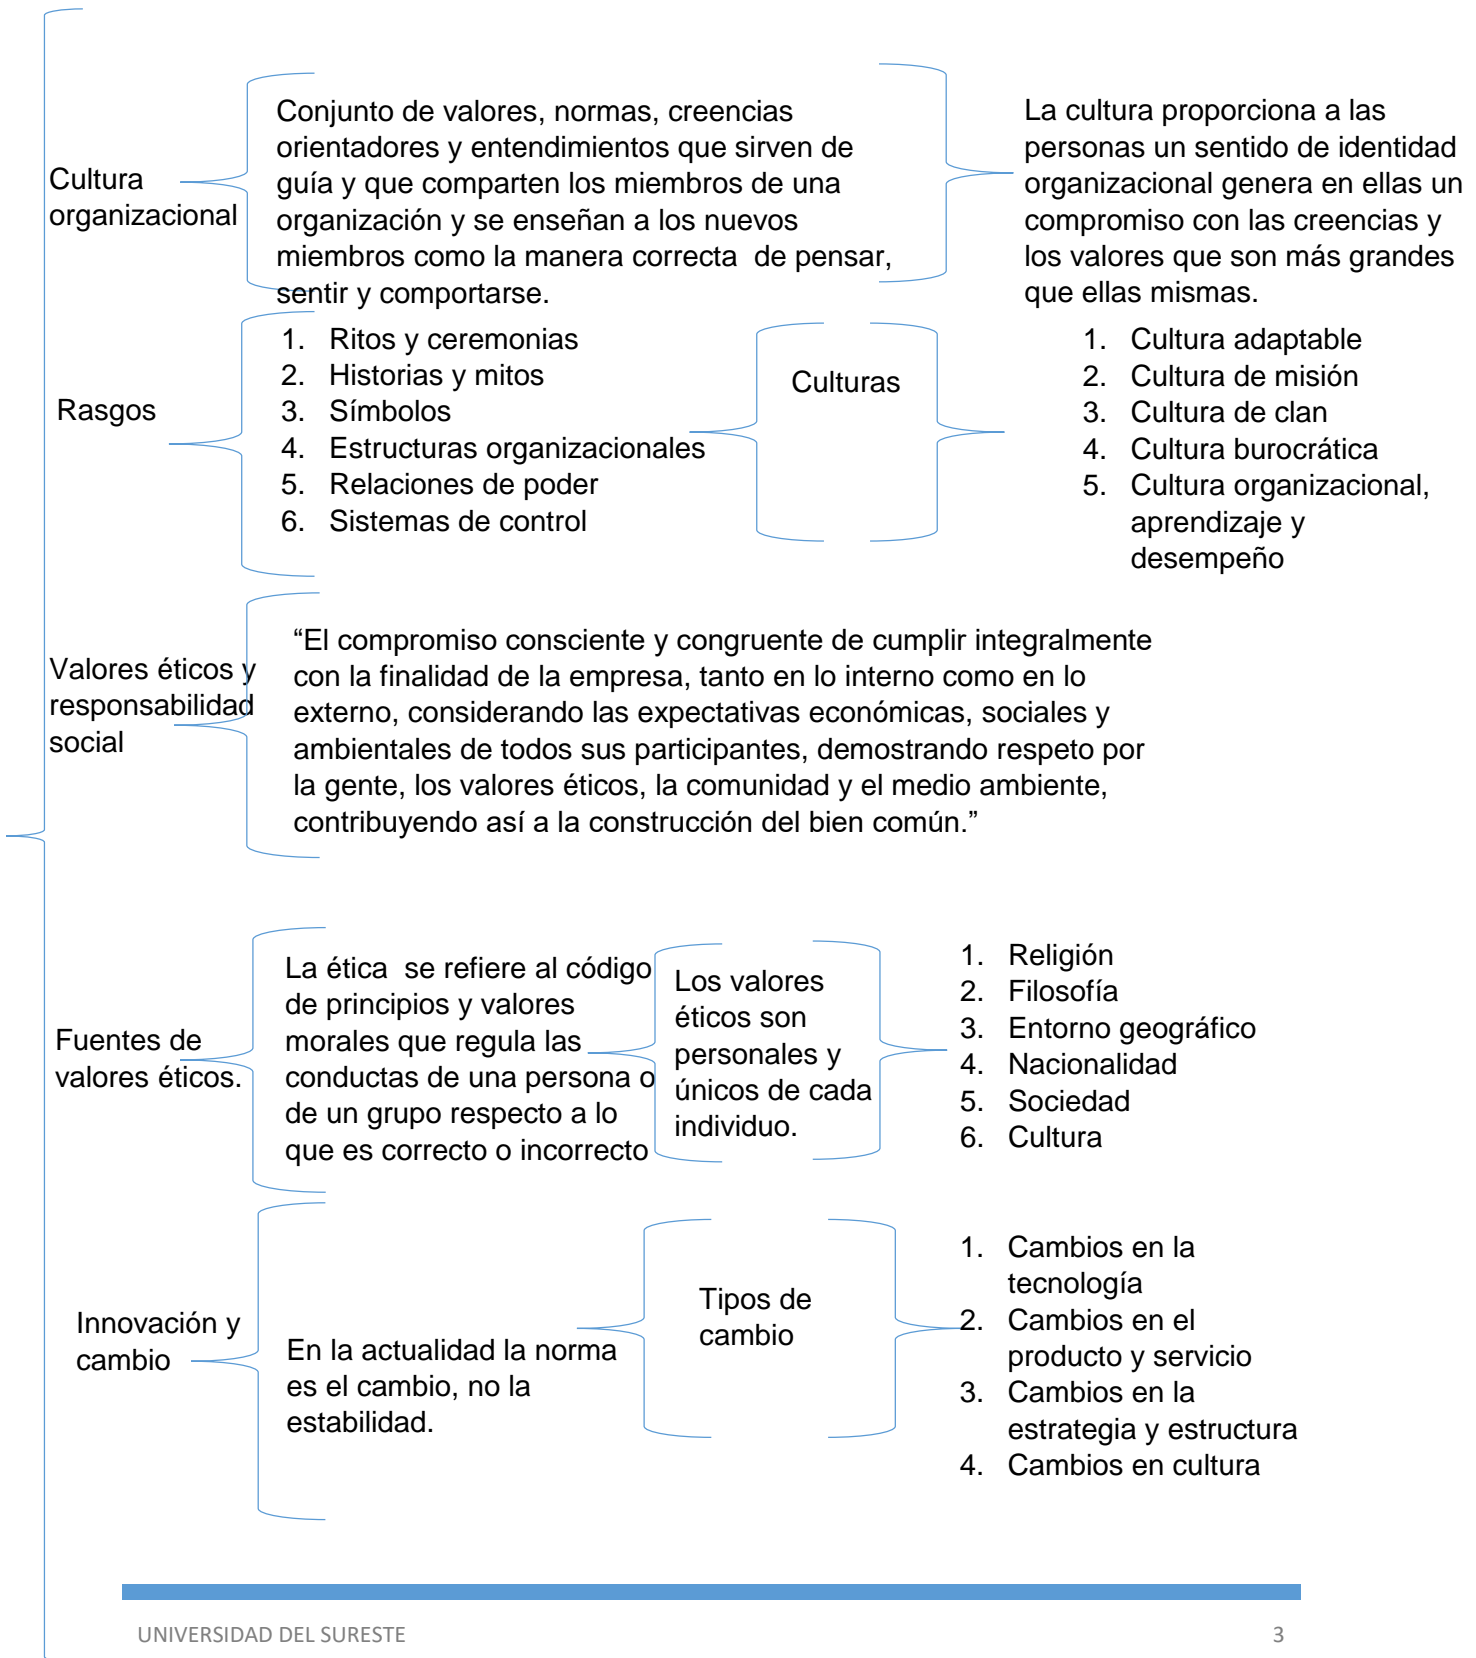 Cultura
organizacional
Conjunto de valores, normas, creencias
orientadores y entendimientos que sirven de
guía y que comparten los miembros de una
organización y se enseñan a los nuevos
miembros como la manera correcta  de pensar,
sentir y comportarse.
La cultura proporciona a las
personas un sentido de identidad
organizacional genera en ellas un
compromiso con las creencias y
los valores que son más grandes
que ellas mismas.
Rasgos
1. Ritos y ceremonias
2. Historias y mitos
3. Símbolos
4. Estructuras organizacionales
5. Relaciones de poder
6. Sistemas de control
Culturas
1. Cultura adaptable
2. Cultura de misión
3. Cultura de clan
4. Cultura burocrática
5. Cultura organizacional,
aprendizaje y
desempeño
Valores éticos y
responsabilidad
social
“El compromiso consciente y congruente de cumplir integralmente
con la finalidad de la empresa, tanto en lo interno como en lo
externo, considerando las expectativas económicas, sociales y
ambientales de todos sus participantes, demostrando respeto por
la gente, los valores éticos, la comunidad y el medio ambiente,
contribuyendo así a la construcción del bien común.”
Fuentes de
valores éticos.
La ética  se refiere al código
de principios y valores
morales que regula las
conductas de una persona o
de un grupo respecto a lo
que es correcto o incorrecto
Los valores
éticos son
personales y
únicos de cada
individuo.
1. Religión
2. Filosofía
3. Entorno geográfico
4. Nacionalidad
5. Sociedad
6. Cultura
Innovación y
cambio
En la actualidad la norma
es el cambio, no la
estabilidad.
Tipos de
cambio
1. Cambios en la
tecnología
2. Cambios en el
producto y servicio
3. Cambios en la
estrategia y estructura
4. Cambios en cultura
UNIVERSIDAD DEL SURESTE 3